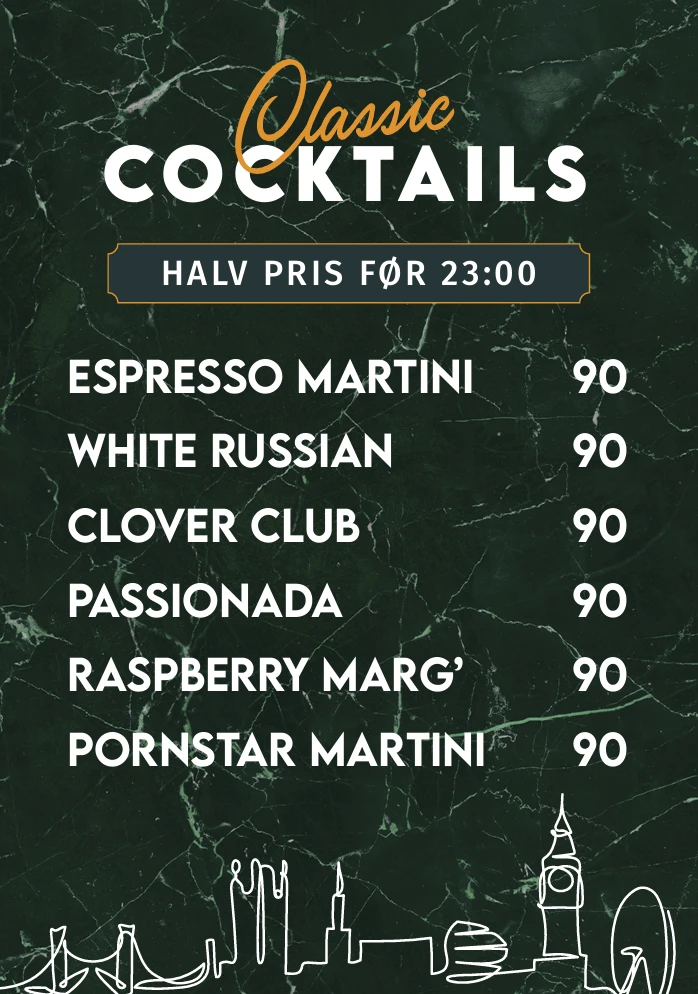 Classic
COCKTAILS
HALV PRIS FØR 23:00
ESPRESSO MARTINI 90
WHITE RUSSIAN 90
CLOVER CLUB 90
PASSIONADA 90
RASPBERRY MARG’ 90
PORNSTAR MARTINI 90